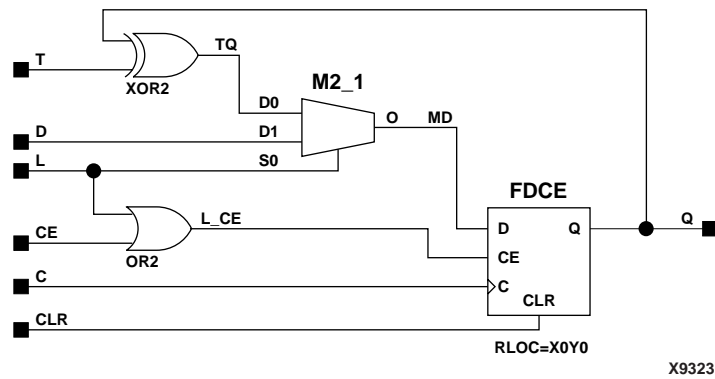 T
TQ
XOR2
M2_1
D0
D
D1
O
MD
L
S0
FDCE
L_CE
Q
D
Q
CE
CE
OR2
C
C
CLR
CLR
RLOC=X0Y0
X9323